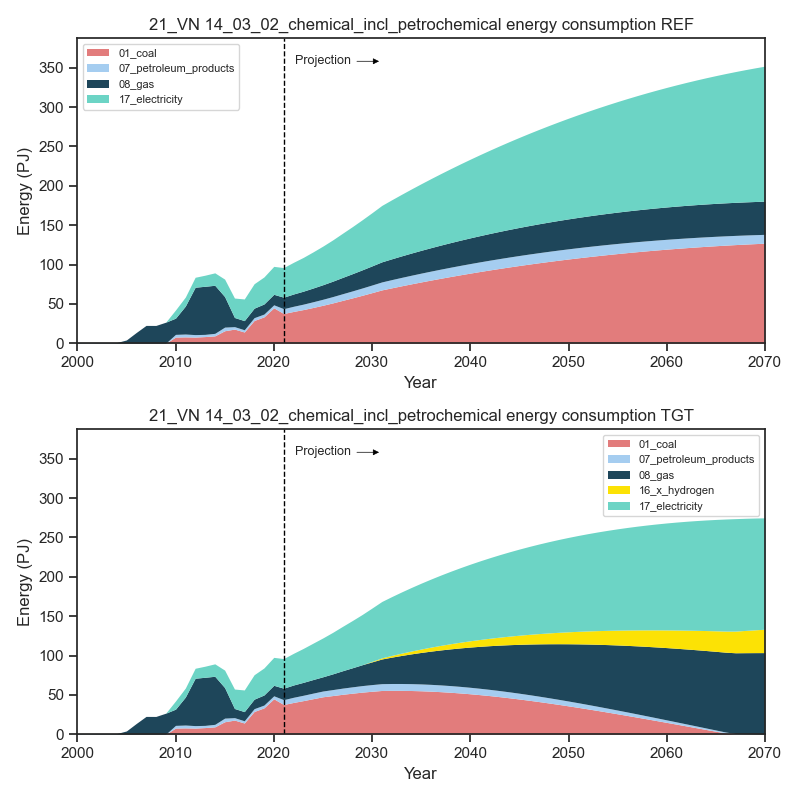 21_VN 14_03_02_chemical_incl_petrochemical energy consumption REF
Projection
01_coal
07_petroleum_products
08_gas
17_electricity
350
300
250
200
150
100
50
0
Energy (PJ)
2000 2010 2020 2030 2040 2050 2060 2070
Year
21_VN 14_03_02_chemical_incl_petrochemical energy consumption TGT
Projection
01_coal
07_petroleum_products
08_gas
16_x_hydrogen
17_electricity
350
300
250
200
150
100
50
0
Energy (PJ)
2000 2010 2020 2030 2040 2050 2060 2070
Year